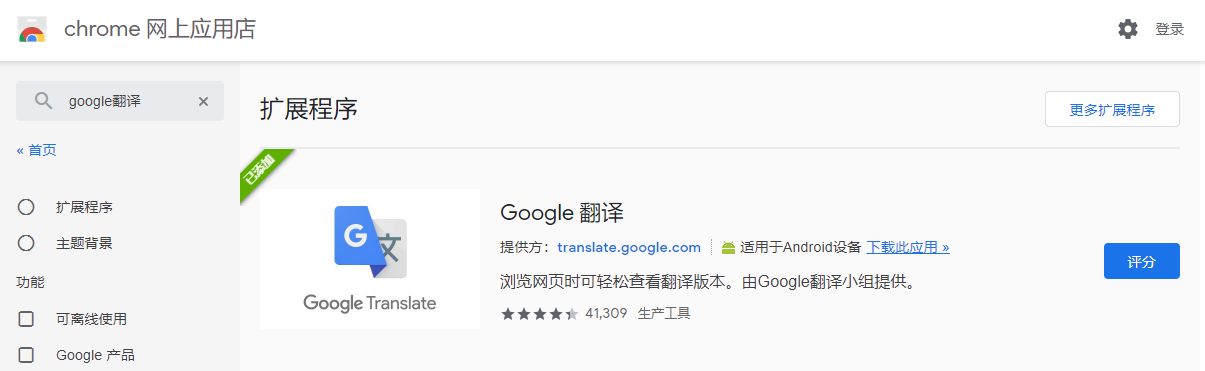 chrome 网上应用店
登录
google翻译 ×
« 首页
扩展程序
主题背景
功能
可离线使用
Google 产品
扩展程序
更多扩展程序
已添加
G 文
Google Translate
Google 翻译
提供方：translate.google.com 适用于Android设备 下载此应用 »
浏览网页时可轻松查看翻译版本。由Google翻译小组提供。
41,309 生产工具
评分